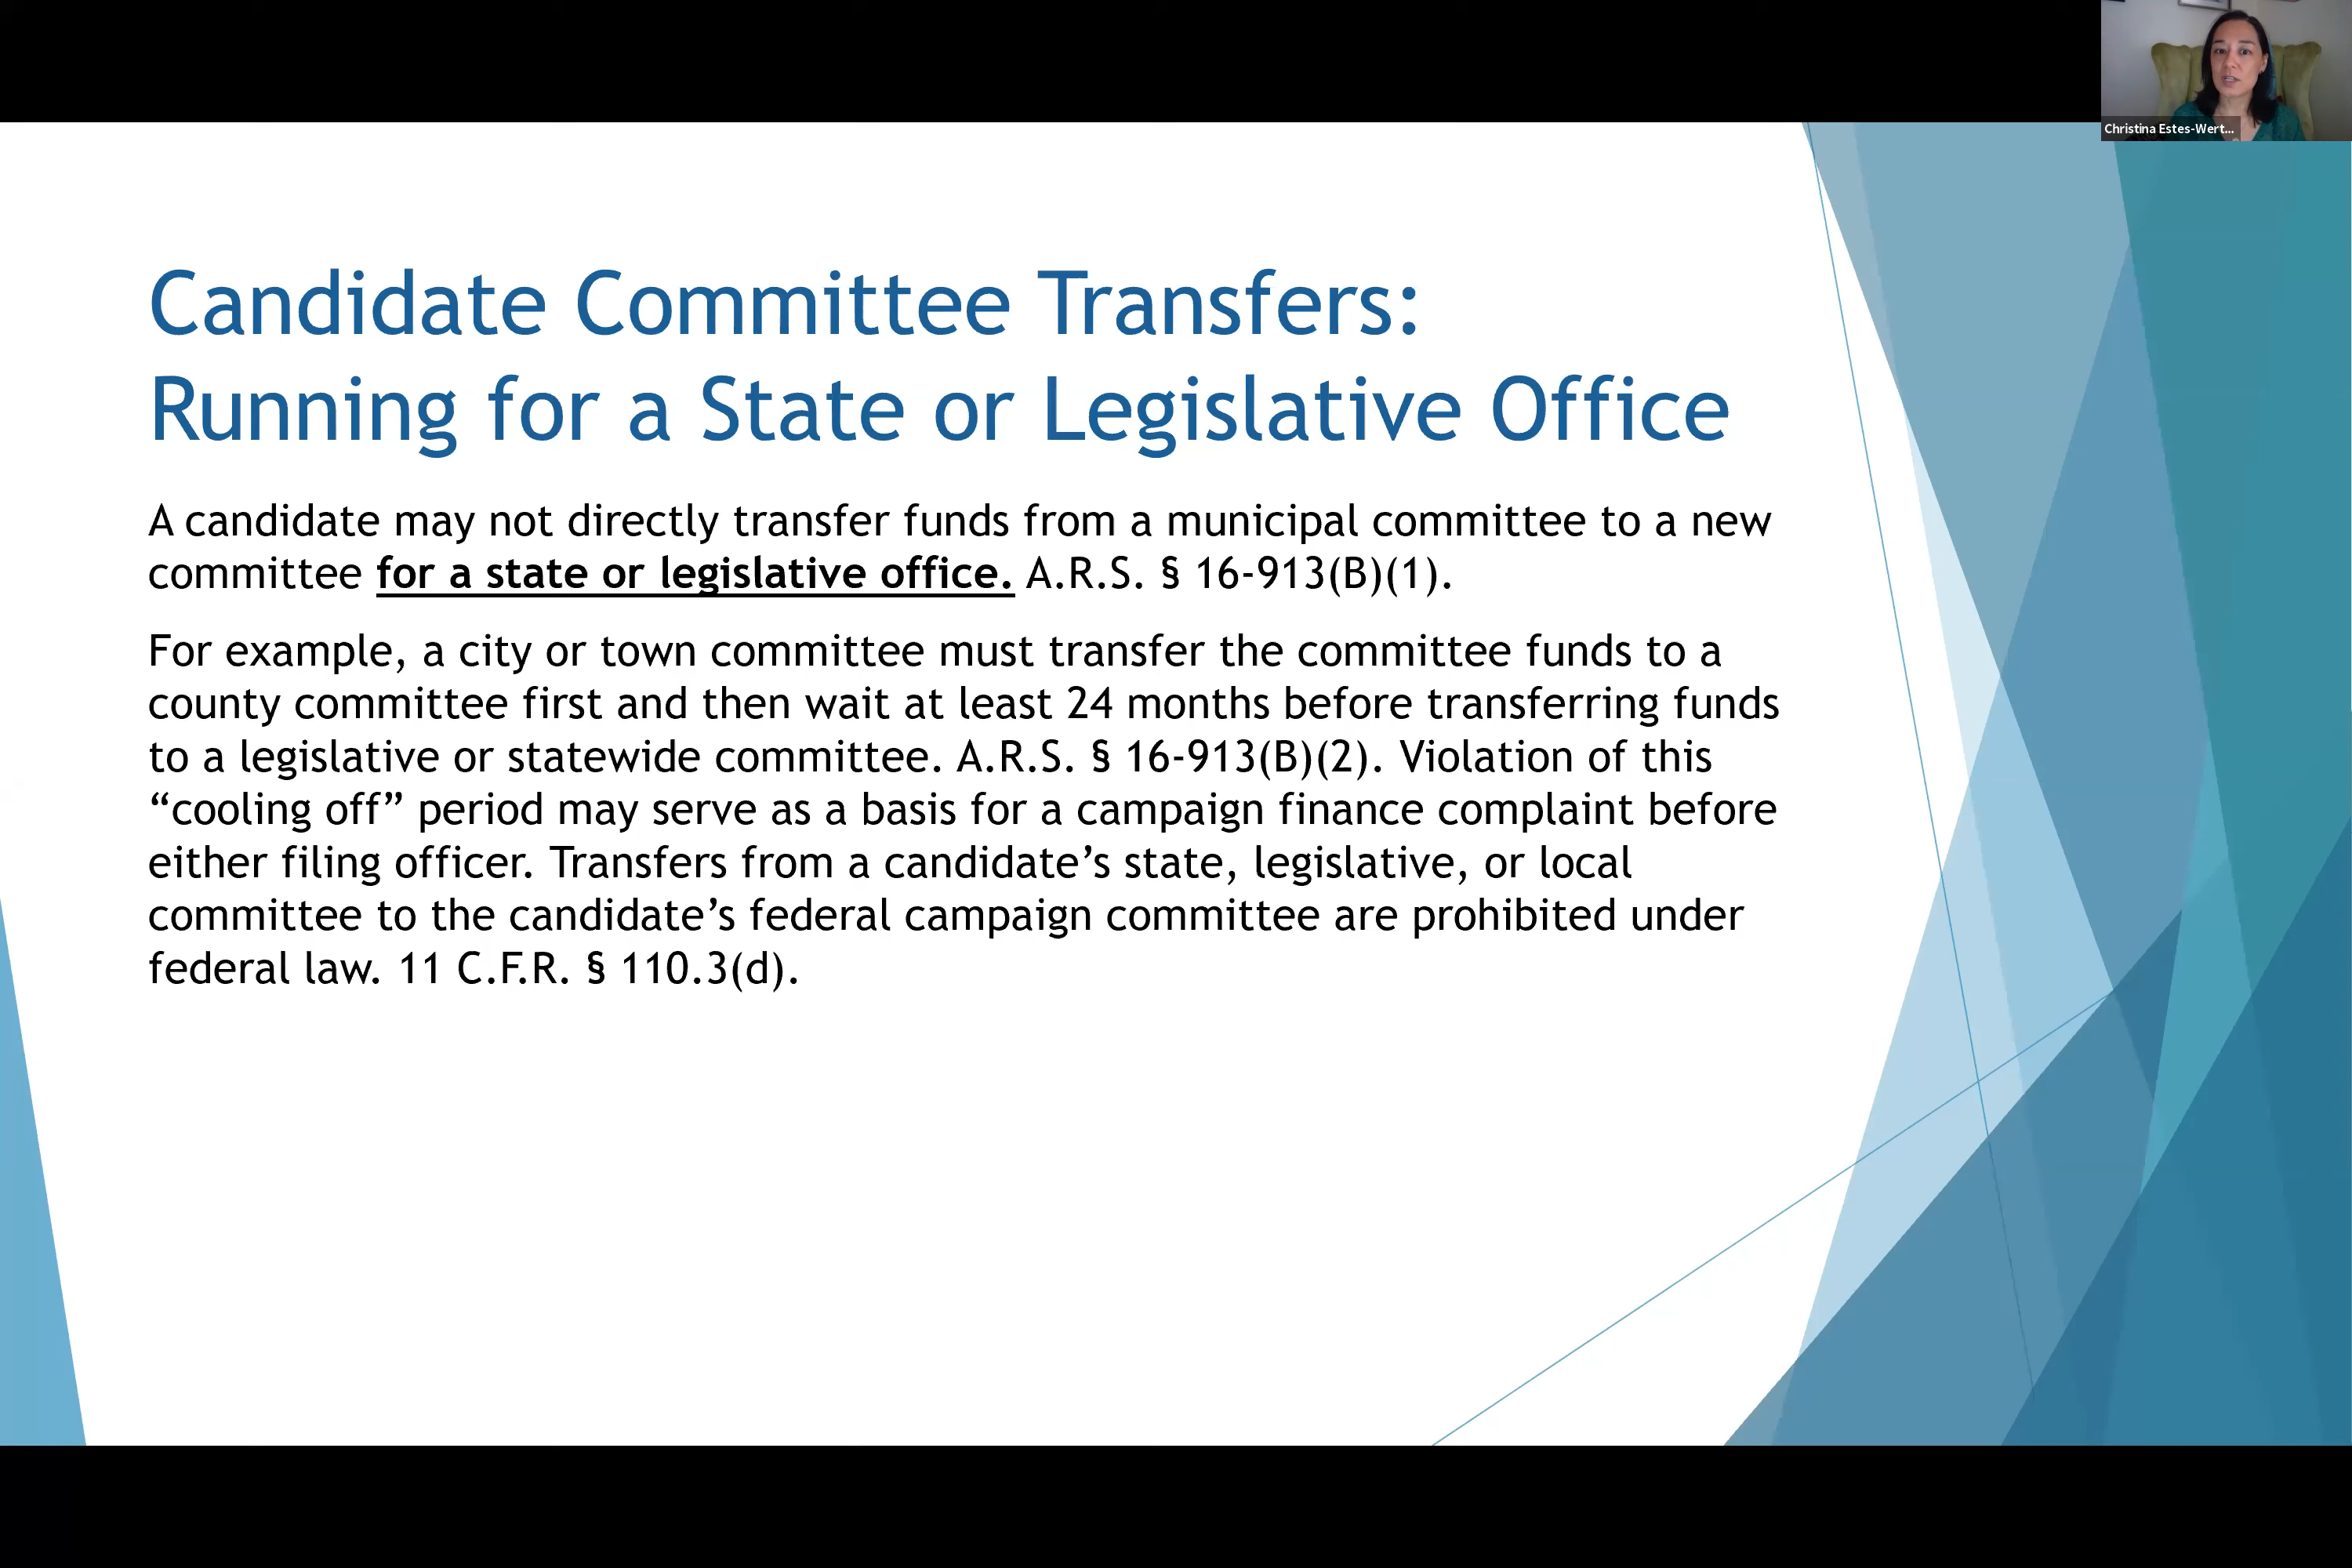 Christina Estes-Wert...
Candidate Committee Transfers:
Running for a State or Legislative Office
A candidate may not directly transfer funds from a municipal committee to a new
committee for a state or legislative office. A.R.S. § 16-913(B)(1).
For example, a city or town committee must transfer the committee funds to a
county committee first and then wait at least 24 months before transferring funds
to a legislative or statewide committee. A.R.S. § 16-913(B)(2). Violation of this
“cooling off” period may serve as a basis for a campaign finance complaint before
either filing officer. Transfers from a candidate’s state, legislative, or local
committee to the candidate’s federal campaign committee are prohibited under
federal law. 11 C.F.R. § 110.3(d).